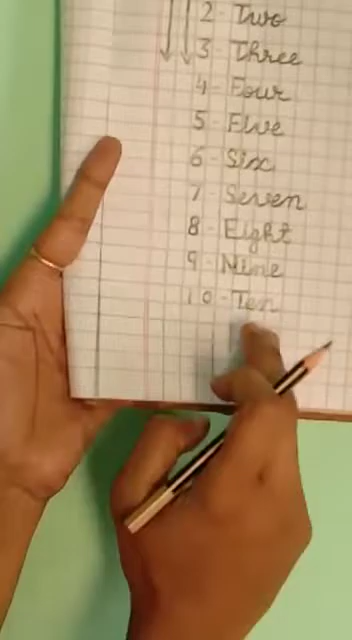 2 - Two
3 - Three
4 - Four
5 - Five
6 - Six
7 - Seven
8 - Eight
9 - Nine
10 - Ten